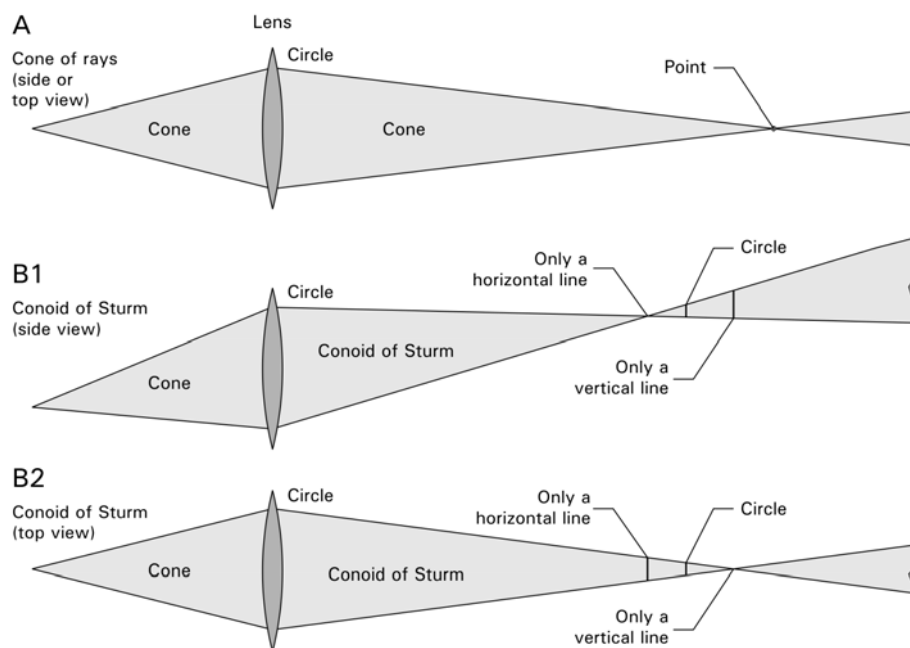 A
Lens
Cone of rays
(side or
top view)
Circle
Point
Cone
Cone
B1
Conoid of Sturm
(side view)
Circle
Only a
horizontal line
Circle
Conoid of Sturm
Cone
Only a
vertical line
B2
Conoid of Sturm
(top view)
Circle
Only a
horizontal line
Circle
Cone
Conoid of Sturm
Only a
vertical line